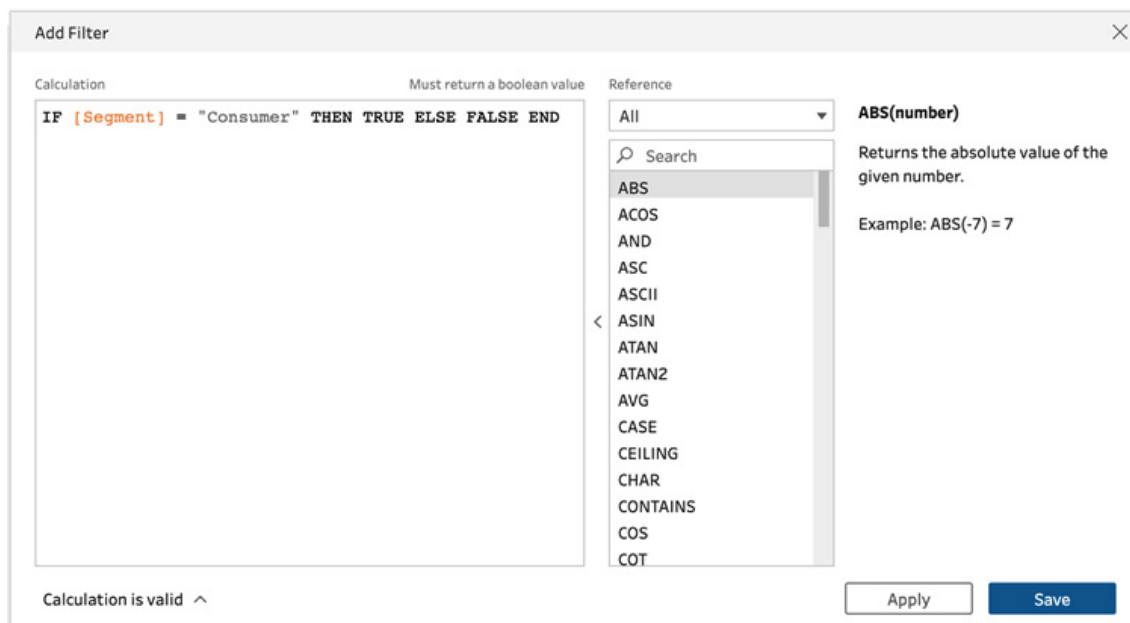 Add Filter
Calculation
Must return a boolean value
IF [Segment] = "Consumer" THEN TRUE ELSE FALSE END
Calculation is valid
Reference
All
Search
ABS
ACOS
AND
ASC
ASCII
ASIN
ATAN
ATAN2
AVG
CASE
CEILING
CHAR
CONTAINS
COS
COT
ABS(number)
Returns the absolute value of the
given number.
Example: ABS(-7) = 7
Apply
Save